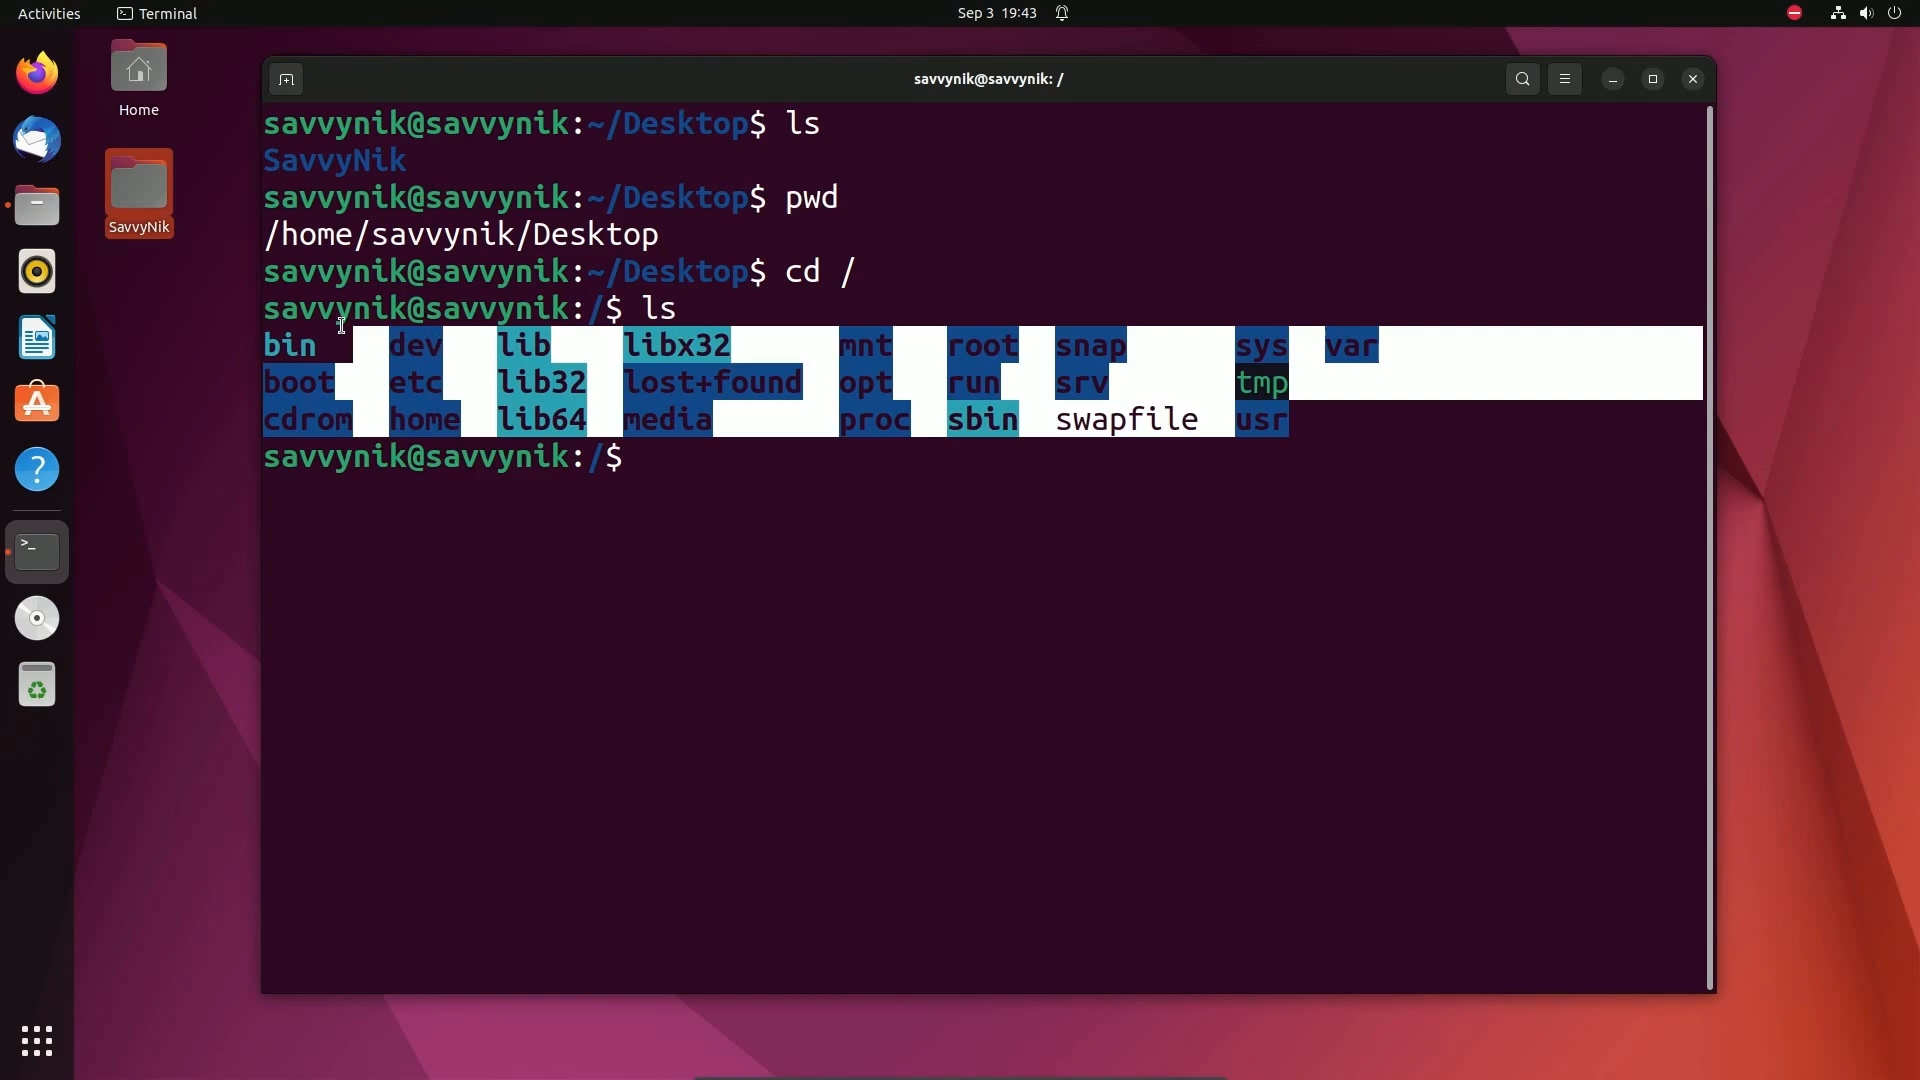 Activities
Terminal
Sep 3 19:43
Home
SavvyNik
savvynik@savvynik: /
savvynik@savvynik:~/Desktop$ ls
SavvyNik
savvynik@savvynik:~/Desktop$ pwd
/home/savvynik/Desktop
savvynik@savvynik:~/Desktop$ cd /
savvynik@savvynik:/$ ls
bin dev lib libx32 mnt root snap sys var
boot etc lib32 lost+found opt run srv tmp
cdrom home lib64 media proc sbin swapfile usr
savvynik@savvynik:/$